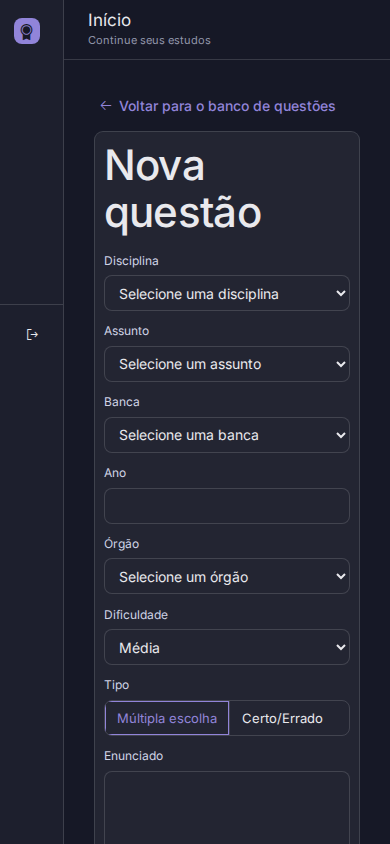 Início
Continue seus estudos
Voltar para o banco de questões
Nova
questão
Disciplina
Selecione uma disciplina
Assunto
Selecione um assunto
Banca
Selecione uma banca
Ano
Órgão
Selecione um órgão
Dificuldade
Média
Tipo
Múltipla escolha Certo/Errado
Enunciado